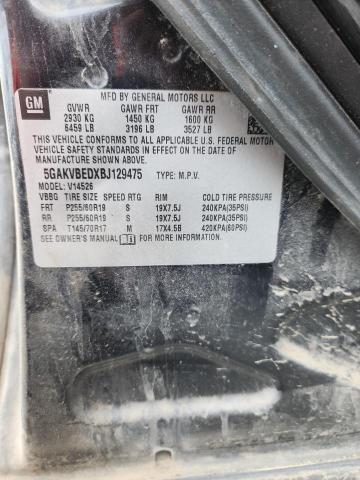 GM
MFD BY GENERAL MOTORS LLC
GVWR GAWR FRT GAWR RR
2930 KG 1450 KG 1600 KG
6459 LB 3196 LB 3527 LB
THIS VEHICLE CONFORMS TO ALL APPLICABLE U.S. FEDERAL MOTOR
VEHICLE SAFETY AND THEFT PREVENTION STANDARDS IN EFFECT ON
THE DATE OF MANUFACTURE SHOWN ABOVE.
5GAKVBEDXBJ129475 TYPE: M.P.V.
MODEL: V14526
VBBG TIRE SIZE SPEED RTG RIM COLD TIRE PRESSURE
FRT P255/60R19 S 19X7.5J 240KPA(35PSI)
RR P255/60R19 S 19X7.5J 240KPA(35PSI)
SPA T145/70R17 M 17X4.5B 420KPA(60PSI)
SEE OWNER'S MANUAL FOR MORE INFORMATION.